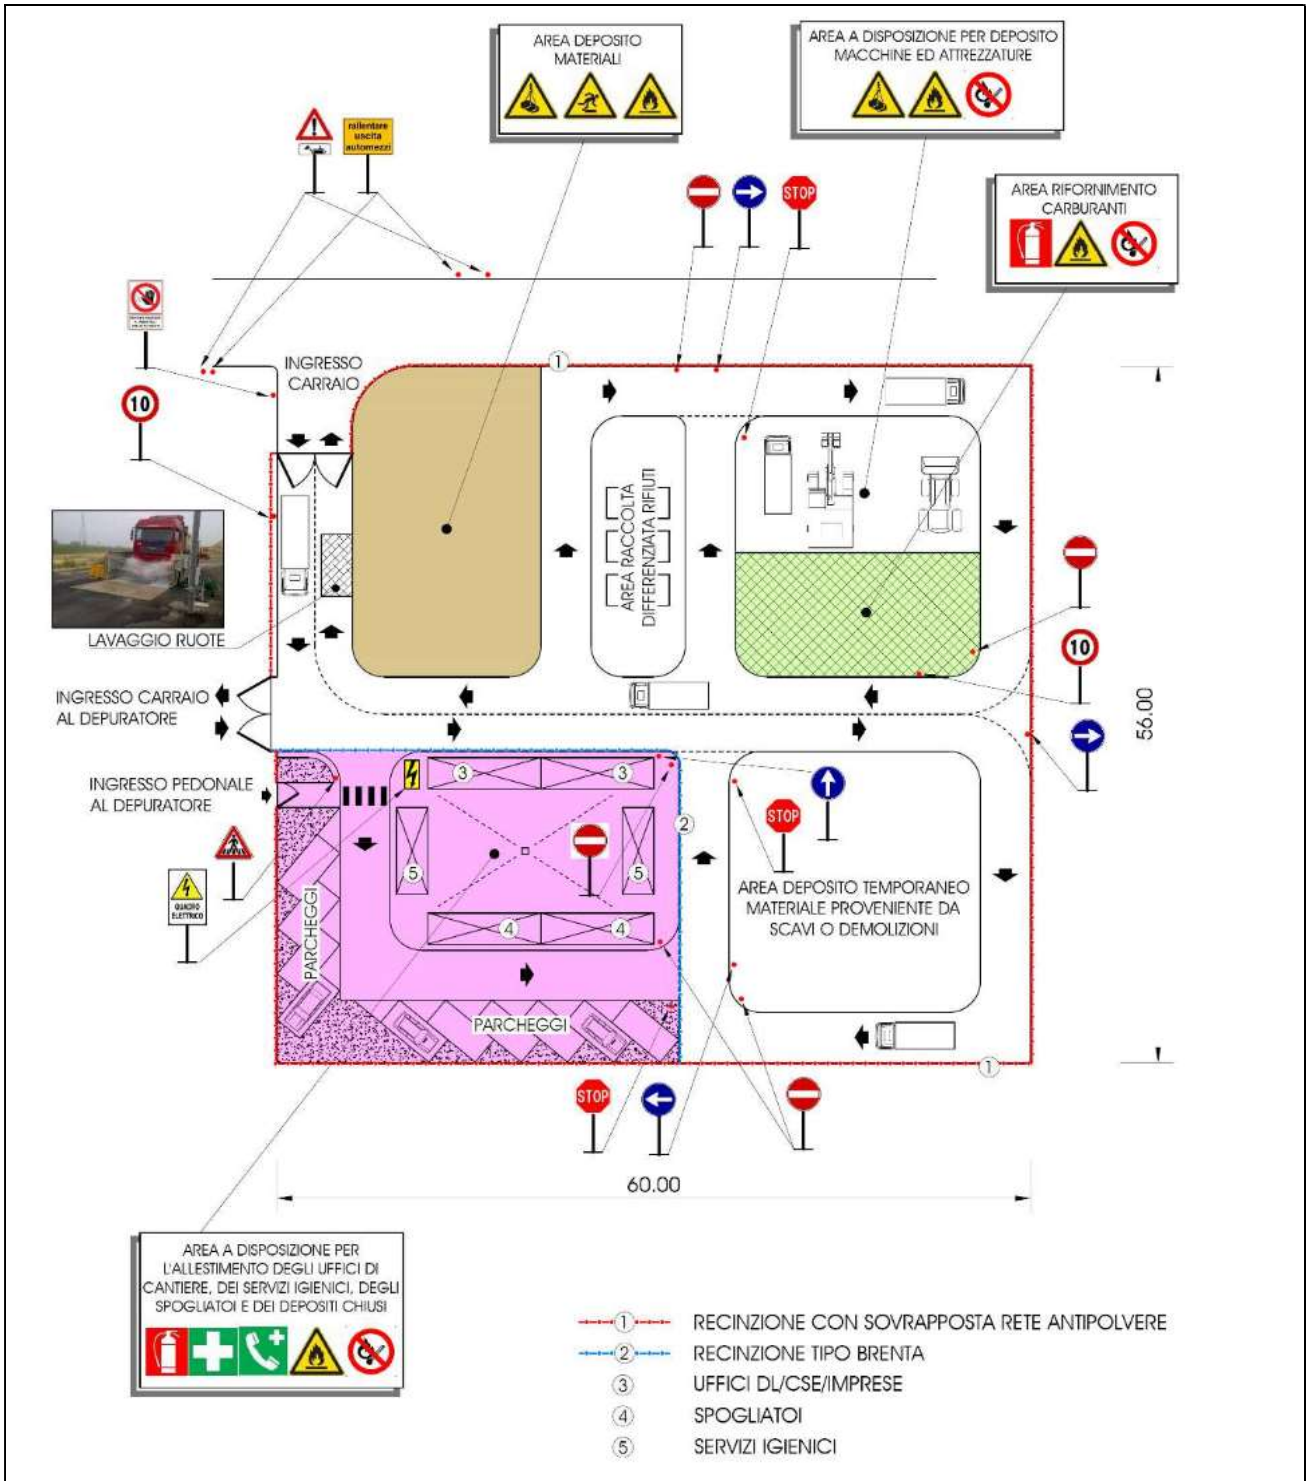 AREA DEPOSITO
MATERIALI
AREA A DISPOSIZIONE PER DEPOSITO
MACCHINE ED ATTREZZATURE
rallentare
uscita
automezzi
STOP
AREA RIFORNIMENTO
CARBURANTI
INGRESSO
CARRAIO
1
10
AREA RACCOLTA
DIFFERENZIATA RIFIUTI
LAVAGGIO RUOTE
10
INGRESSO CARRAIO
AL DEPURATORE
56.00
INGRESSO PEDONALE
AL DEPURATORE
3
3
2
STOP
5
5
QUADRO
ELETTRICO
AREA DEPOSITO TEMPORANEO
MATERIALE PROVENIENTE DA
SCAVI O DEMOLIZIONI
4
4
PARCHEGGI
PARCHEGGI
1
STOP
60.00
AREA A DISPOSIZIONE PER
L'ALLESTIMENTO DEGLI UFFICI DI
CANTIERE, DEI SERVIZI IGIENICI, DEGLI
SPOGLIATOI E DEI DEPOSITI CHIUSI
1 RECINZIONE CON SOVRAPPOSTA RETE ANTIPOLVERE
2 RECINZIONE TIPO BRENTA
3 UFFICI DL/CSE/IMPRESE
4 SPOGLIATOI
5 SERVIZI IGIENICI